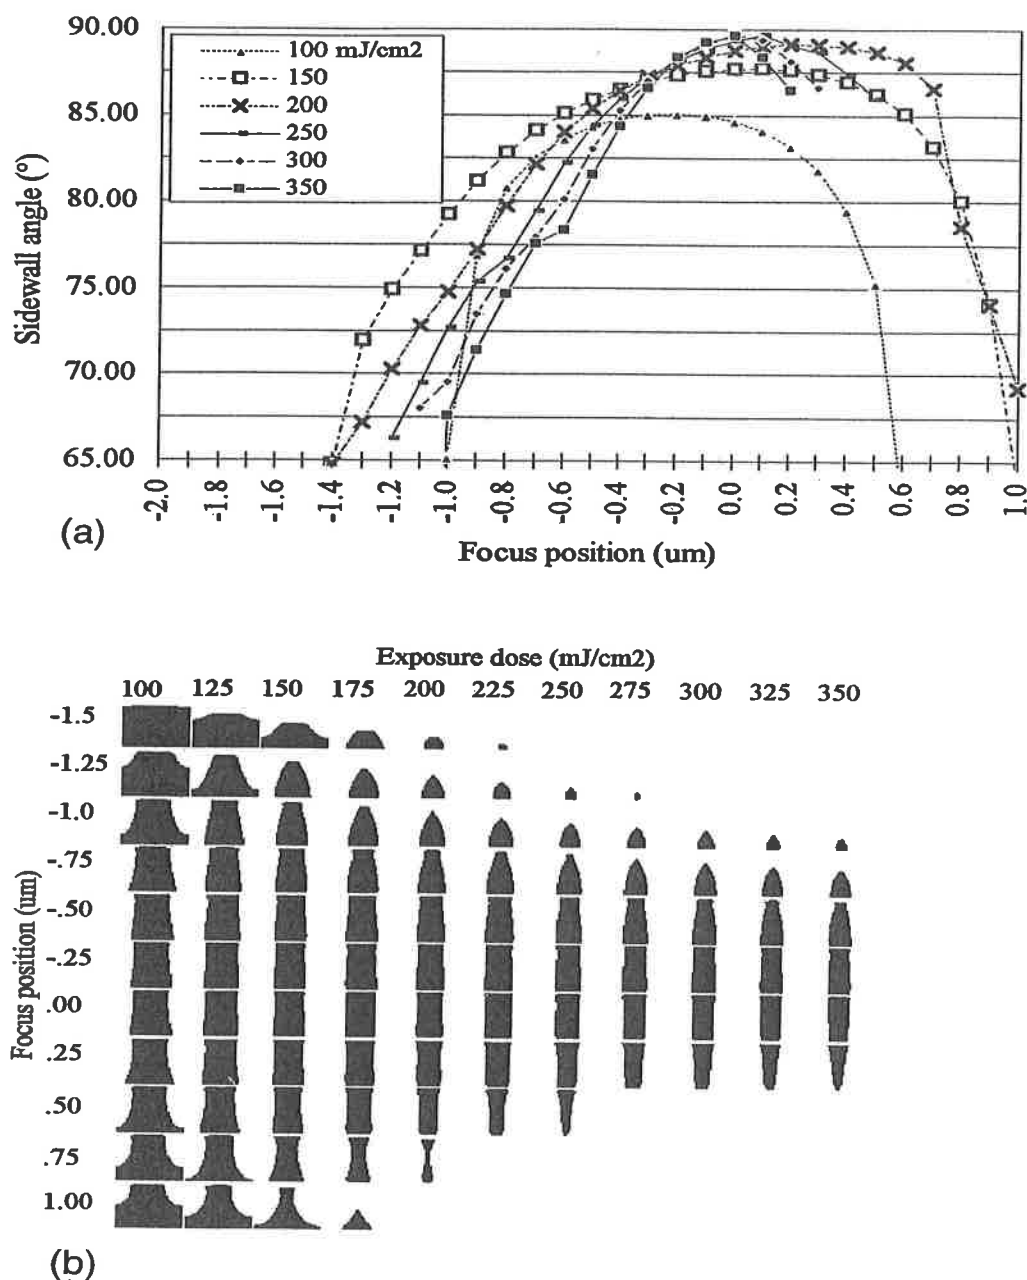 90.00
85.00
80.00
75.00
70.00
65.00
Sidewall angle (°)
100 mJ/cm2
150
200
250
300
350
-2.0 -1.8 -1.6 -1.4 -1.2 -1.0 -0.8 -0.6 -0.4 -0.2 0.0 0.2 0.4 0.6 0.8 1.0
(a)
Focus position (um)
Exposure dose (mJ/cm2)
100 125 150 175 200 225 250 275 300 325 350
Focus position (um)
-1.5
-1.25
-1.0
-.75
-.50
-.25
.00
.25
.50
.75
1.00
(b)